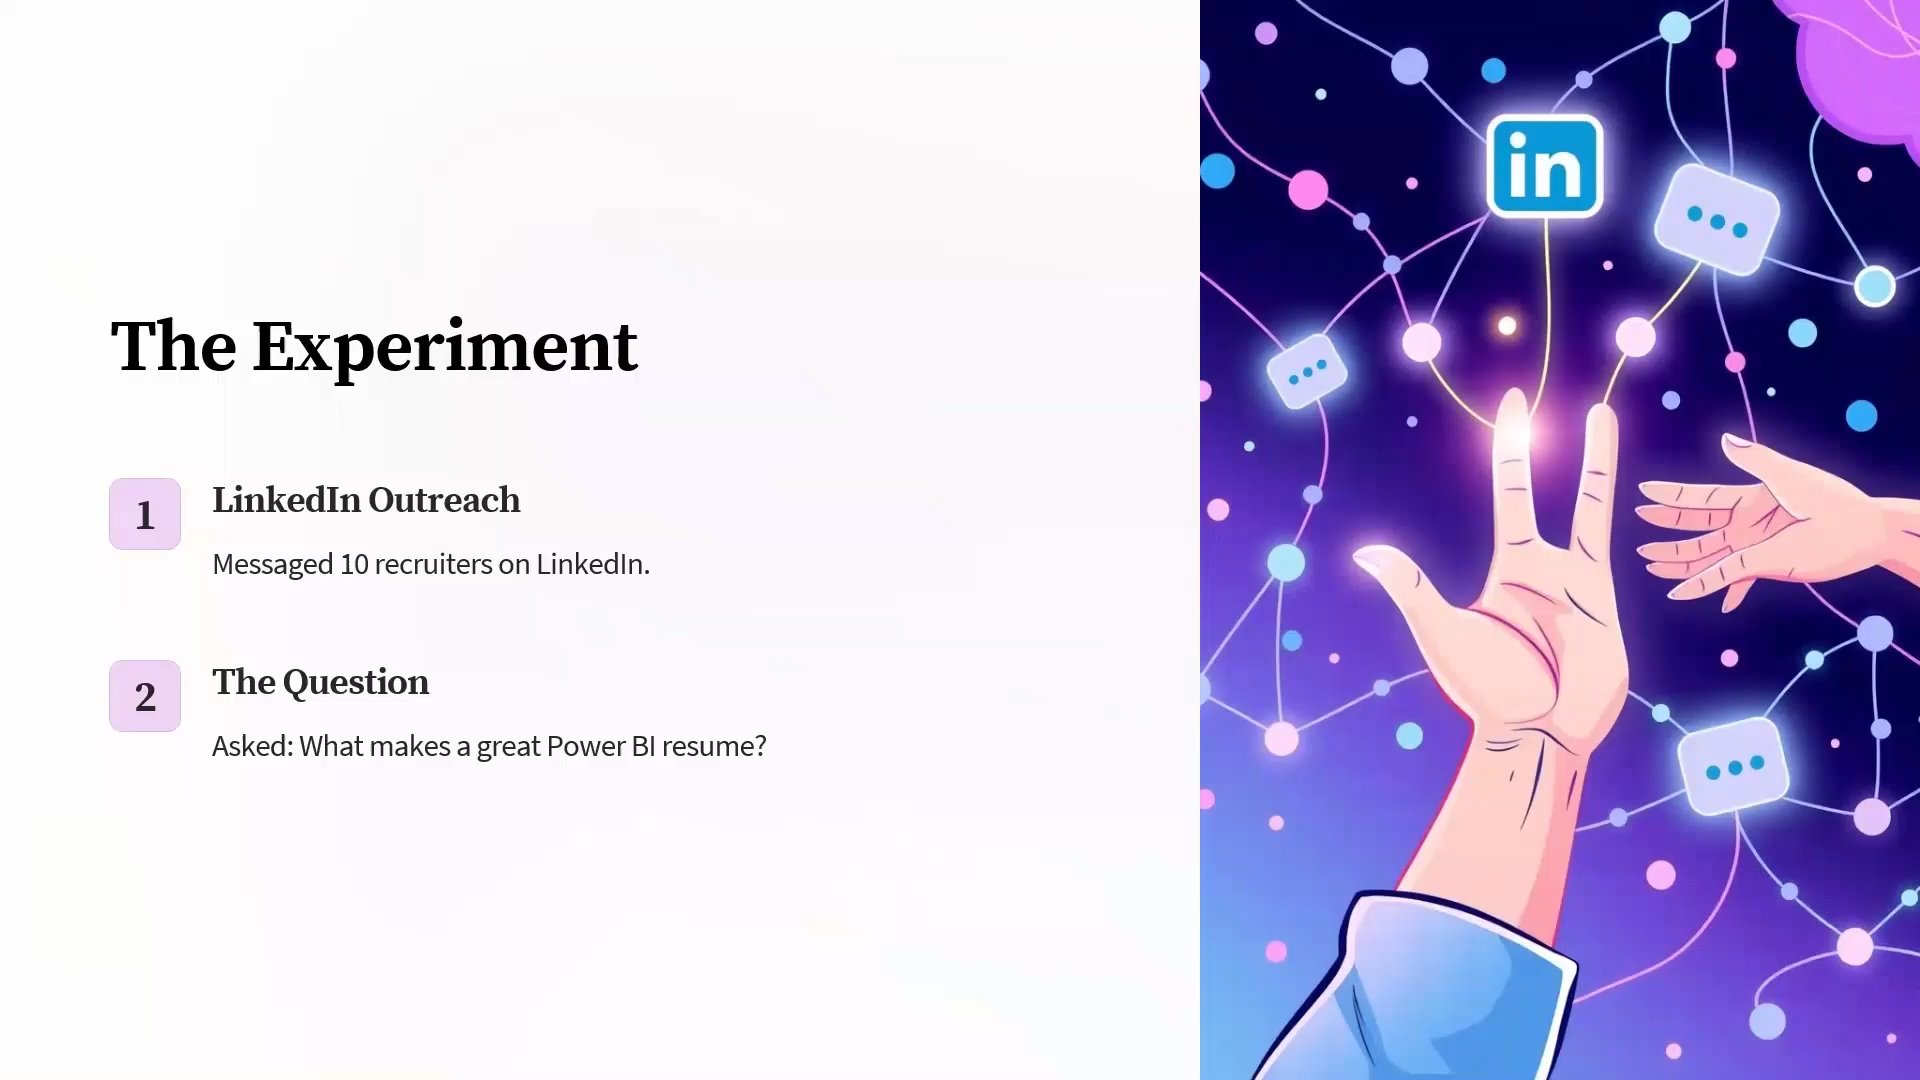 The Experiment
1
LinkedIn Outreach
Messaged 10 recruiters on LinkedIn.
2
The Question
Asked: What makes a great Power BI resume?
in